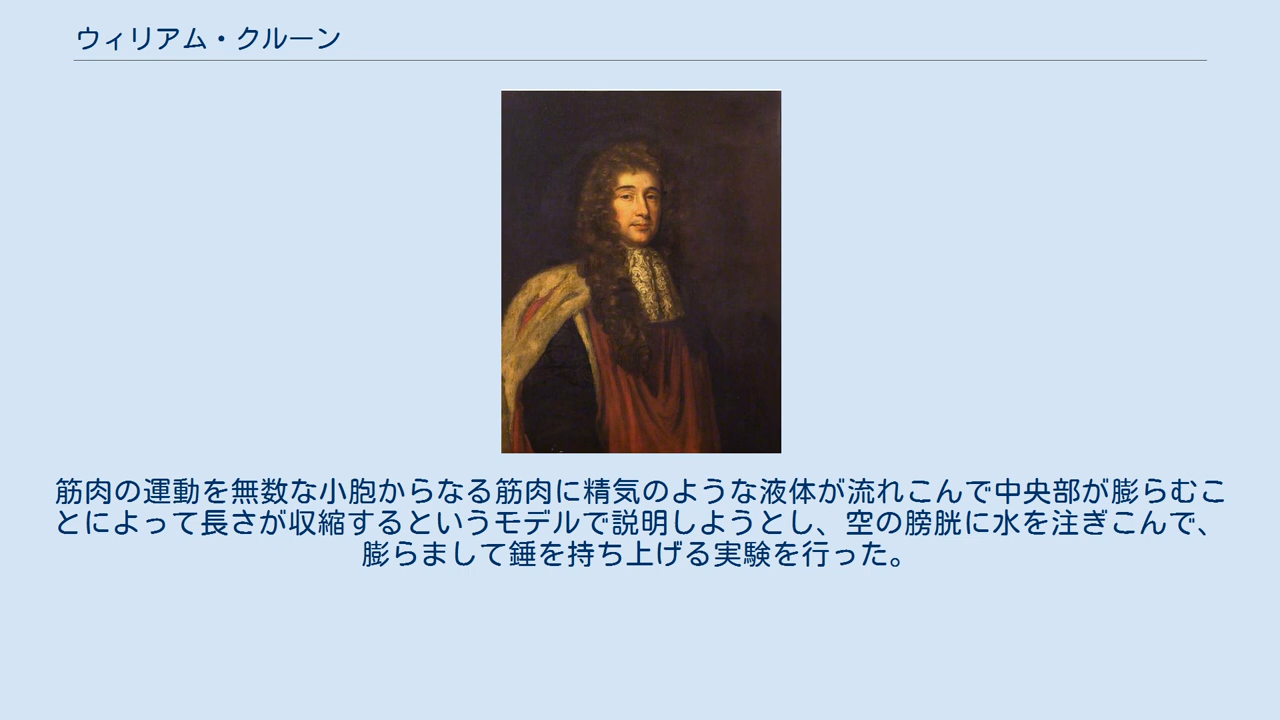 ウィリアム・クルーン
筋肉の運動を無数な小胞からなる筋肉に精気のような液体が流れこんで中央部が膨らむこ
とによって長さが収縮するというモデルで説明しようとし、空の膀胱に水を注ぎこんで、
膨らまして錘を持ち上げる実験を行った。